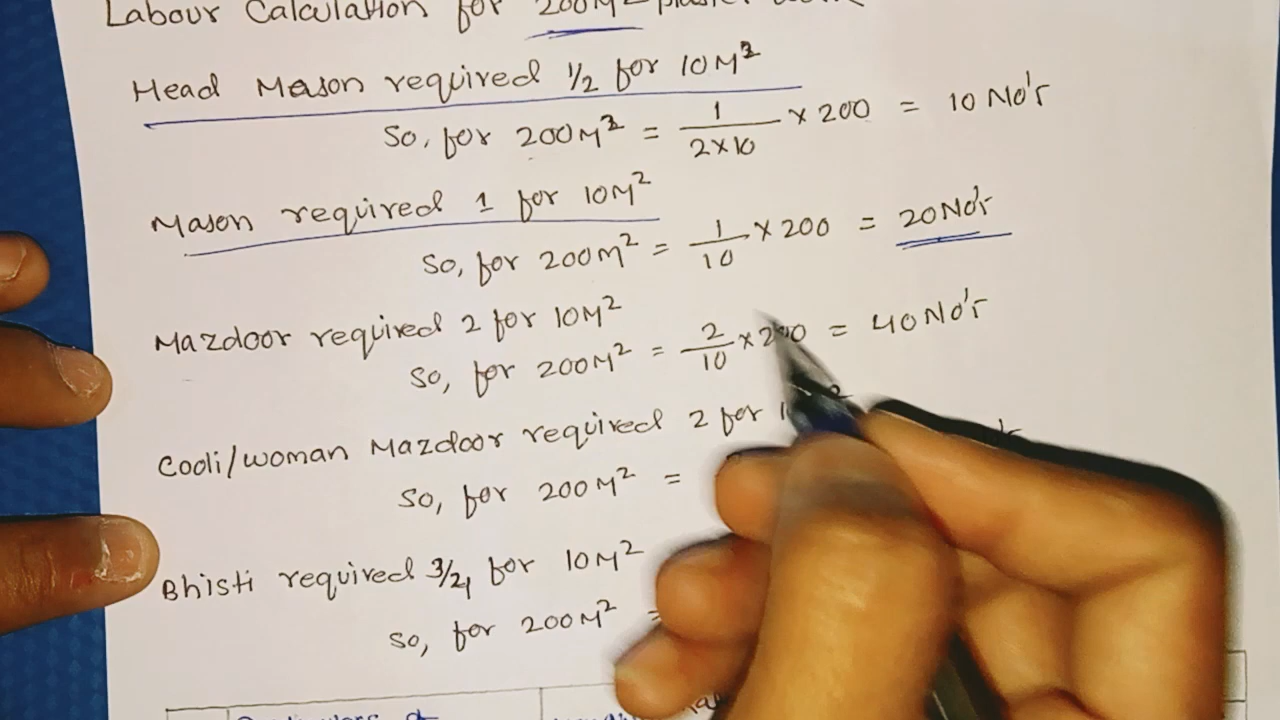 Labour Calculation for 200M² plaster
Head Mason required 1/2 for 10M²
So, for 200M² = 1/2×10 × 200 = 10 No's
Mason required 1 for 10M²
So, for 200M² = 1/10 × 200 = 20No's
Mazdoor required 2 for 10M²
So, for 200M² = 2/10 × 200 = 40No's
Cooli/woman Mazdoor required 2 for
So, for 200M² =
Bhisti required 3/2, for 10M²
So, for 200M² =